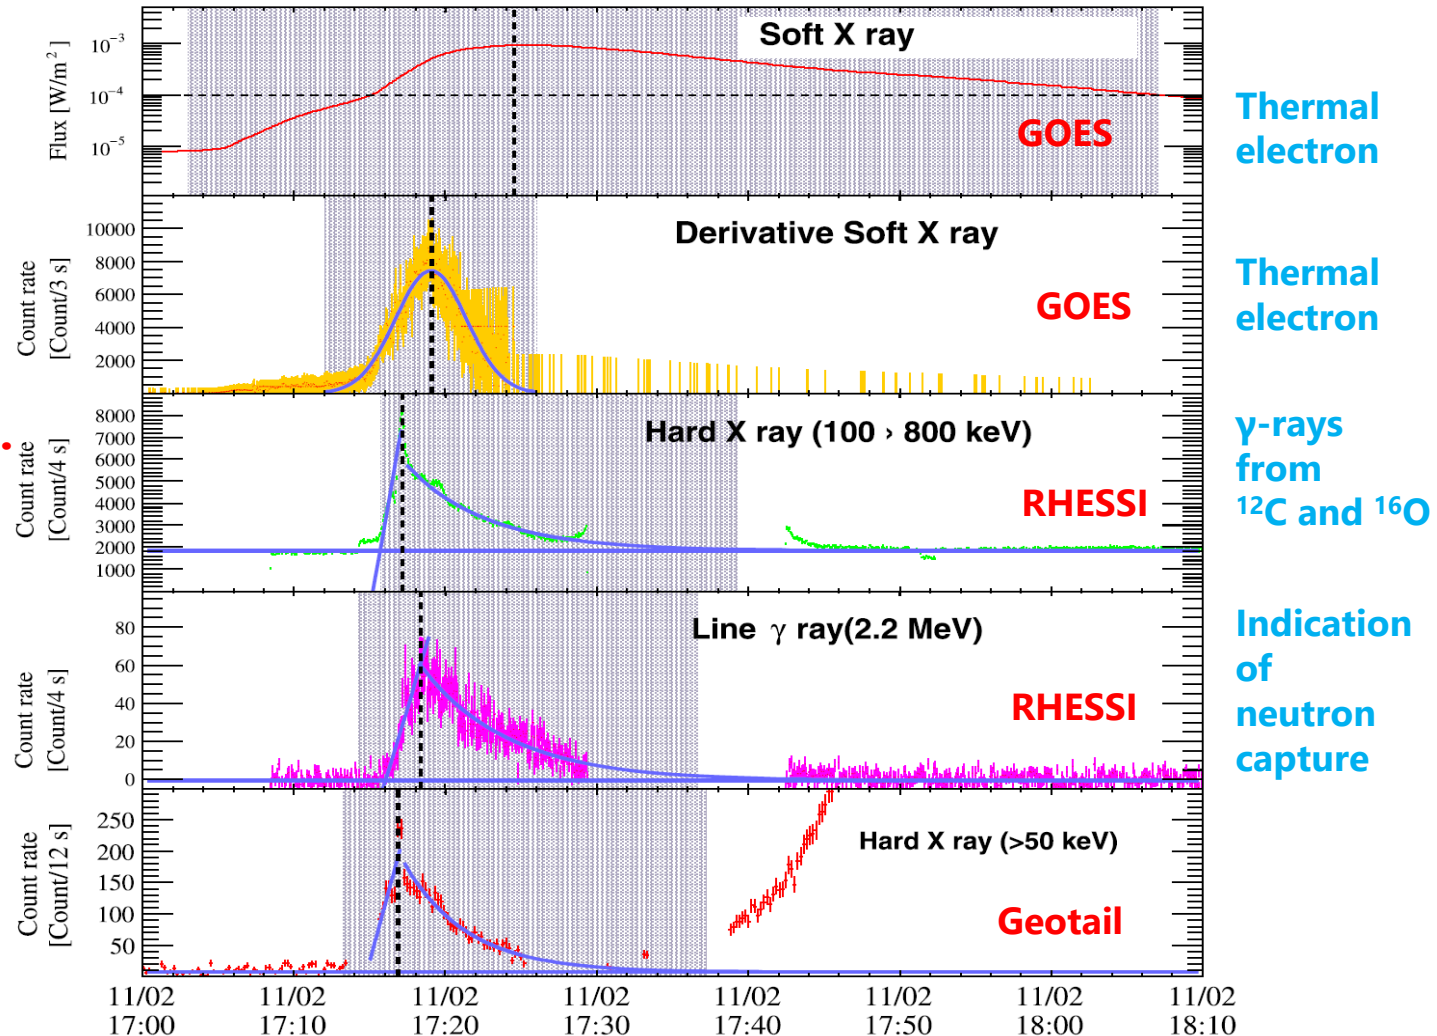 Soft X ray
Flux [W/m²]
10⁻³
10⁻⁴
10⁻⁵
GOES
Thermal
electron
Derivative Soft X ray
Count rate
[Count/3 s]
10000
8000
6000
4000
2000
GOES
Thermal
electron
Hard X ray (100 › 800 keV)
Count rate
[Count/4 s]
8000
7000
6000
5000
4000
3000
2000
1000
RHESSI
γ-rays
from
¹²C and ¹⁶O
Line γ ray(2.2 MeV)
Count rate
[Count/4 s]
80
60
40
20
0
RHESSI
Indication
of
neutron
capture
Hard X ray (>50 keV)
Count rate
[Count/12 s]
250
200
150
100
50
Geotail
11/02 11/02 11/02 11/02 11/02 11/02 11/02 11/02
17:00 17:10 17:20 17:30 17:40 17:50 18:00 18:10